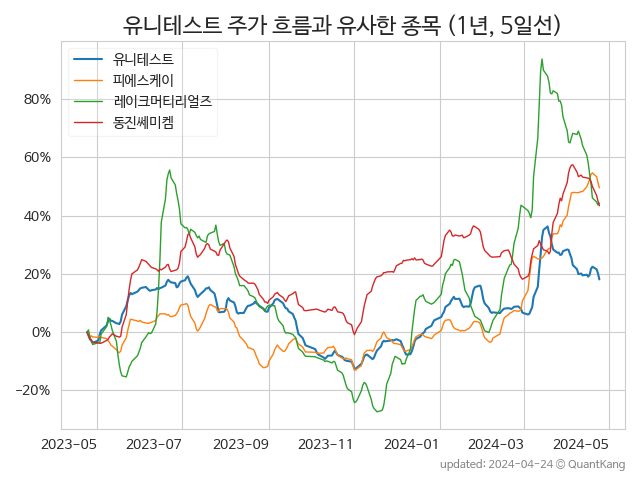 유니테스트 주가 흐름과 유사한 종목 (1년, 5일선)
유니테스트
피에스케이
레이크머티리얼즈
동진쎄미켐
80%
60%
40%
20%
0%
−20%
2023-05 2023-07 2023-09 2023-11 2024-01 2024-03 2024-05
updated: 2024-04-24 © QuantKang